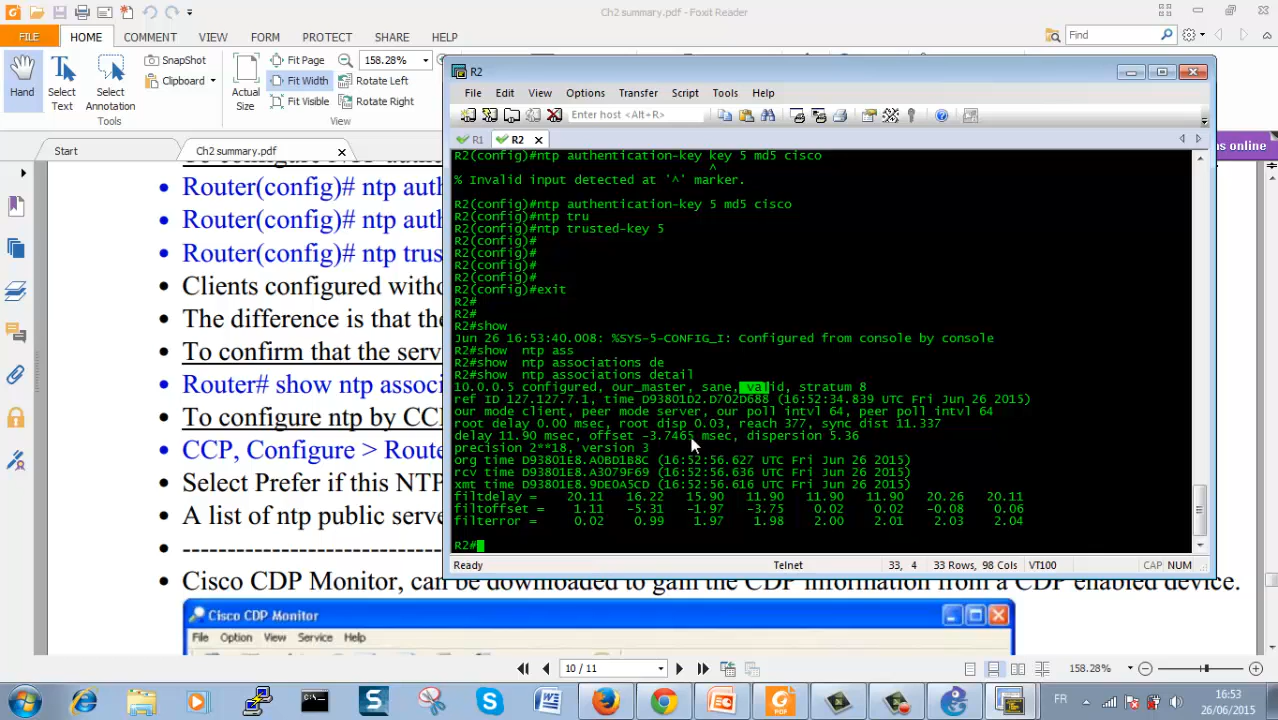 Ch2 summary.pdf - Foxit Reader
FILE HOME COMMENT VIEW FORM PROTECT SHARE HELP
Find
Hand
Select Text
Select Annotation
SnapShot
Clipboard
Tools
Actual Size
Fit Page
Fit Width
Fit Visible
158.28%
Rotate Left
Rotate Right
View
Start
Ch2 summary.pdf
ns online
• Router(config)# ntp auth
• Router(config)# ntp aut
• Router(config)# ntp trus
• Clients configured witho
• The difference is that the
• To confirm that the serv
• Router# show ntp assoc
• To configure ntp by CC
• CCP, Configure > Route
• Select Prefer if this NTP
• A list of ntp public serve
• Cisco CDP Monitor, can be downloaded to gain the CDP information from a CDP enabled device.
Cisco CDP Monitor
File Option View Service Help
R2
File Edit View Options Transfer Script Tools Help
Enter host <Alt+R>
R1 R2
R2(config)#ntp authentication-key key 5 md5 cisco
^
% Invalid input detected at '^' marker.
R2(config)#ntp authentication-key 5 md5 cisco
R2(config)#ntp tru
R2(config)#ntp trusted-key 5
R2(config)#
R2(config)#
R2(config)#
R2(config)#
R2(config)#exit
R2#
R2#
R2#show
Jun 26 16:53:40.008: %SYS-5-CONFIG_I: Configured from console by console
R2#show ntp ass
R2#show ntp associations de
R2#show ntp associations detail
10.0.0.5 configured, our_master, sane, valid, stratum 8
ref ID 127.127.7.1, time D93801D2.D702D688 (16:52:34.839 UTC Fri Jun 26 2015)
our mode client, peer mode server, our poll intvl 64, peer poll intvl 64
root delay 0.00 msec, root disp 0.03, reach 377, sync dist 11.337
delay 11.90 msec, offset -3.7465 msec, dispersion 5.36
precision 2**18, version 3
org time D93801E8.A0BD1B8C (16:52:56.627 UTC Fri Jun 26 2015)
rcv time D93801E8.A3079F69 (16:52:56.636 UTC Fri Jun 26 2015)
xmt time D93801E8.9DE0A5CD (16:52:56.616 UTC Fri Jun 26 2015)
filtdelay = 20.11 16.22 15.90 11.90 11.90 11.90 20.26 20.11
filtoffset = 1.11 -5.31 -1.97 -3.75 0.02 0.02 -0.08 0.06
filterror = 0.02 0.99 1.97 1.98 2.00 2.01 2.03 2.04
R2#
Ready Telnet 33, 4 33 Rows, 98 Cols VT100 CAP NUM
10 / 11
158.28%
FR
16:53
26/06/2015